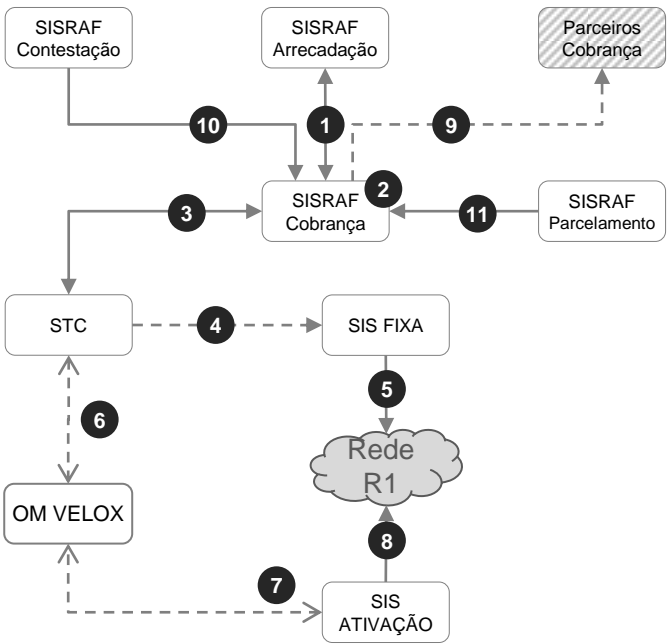 SISRAF
Contestação
SISRAF
Arrecadação
Parceiros
Cobrança
10
1
9
SISRAF
Cobrança
2
3
11
SISRAF
Parcelamento
STC
4
SIS FIXA
5
6
Rede
R1
OM VELOX
8
7
SIS
ATIVAÇÃO